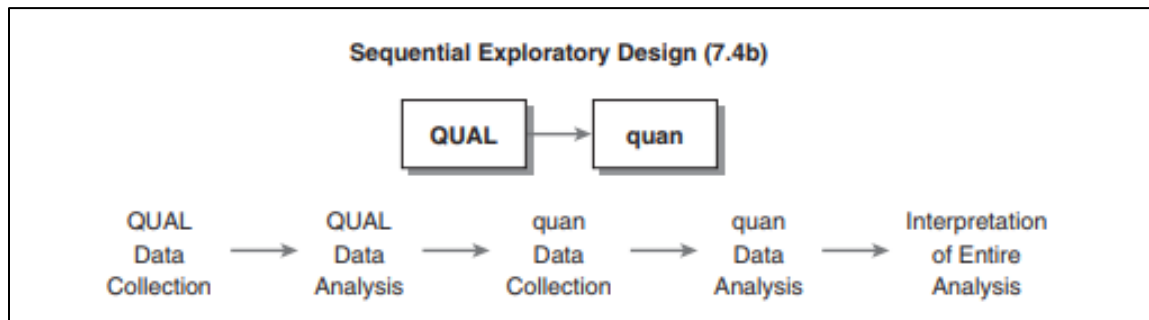 Sequential Exploratory Design (7.4b)
QUAL
quan
QUAL
Data
Collection
QUAL
Data
Analysis
quan
Data
Collection
quan
Data
Analysis
Interpretation
of Entire
Analysis